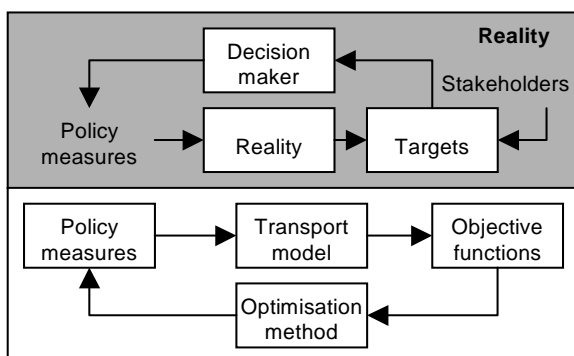 Reality
Decision
maker
Stakeholders
Policy
measures
Reality
Targets
Policy
measures
Transport
model
Objective
functions
Optimisation
method